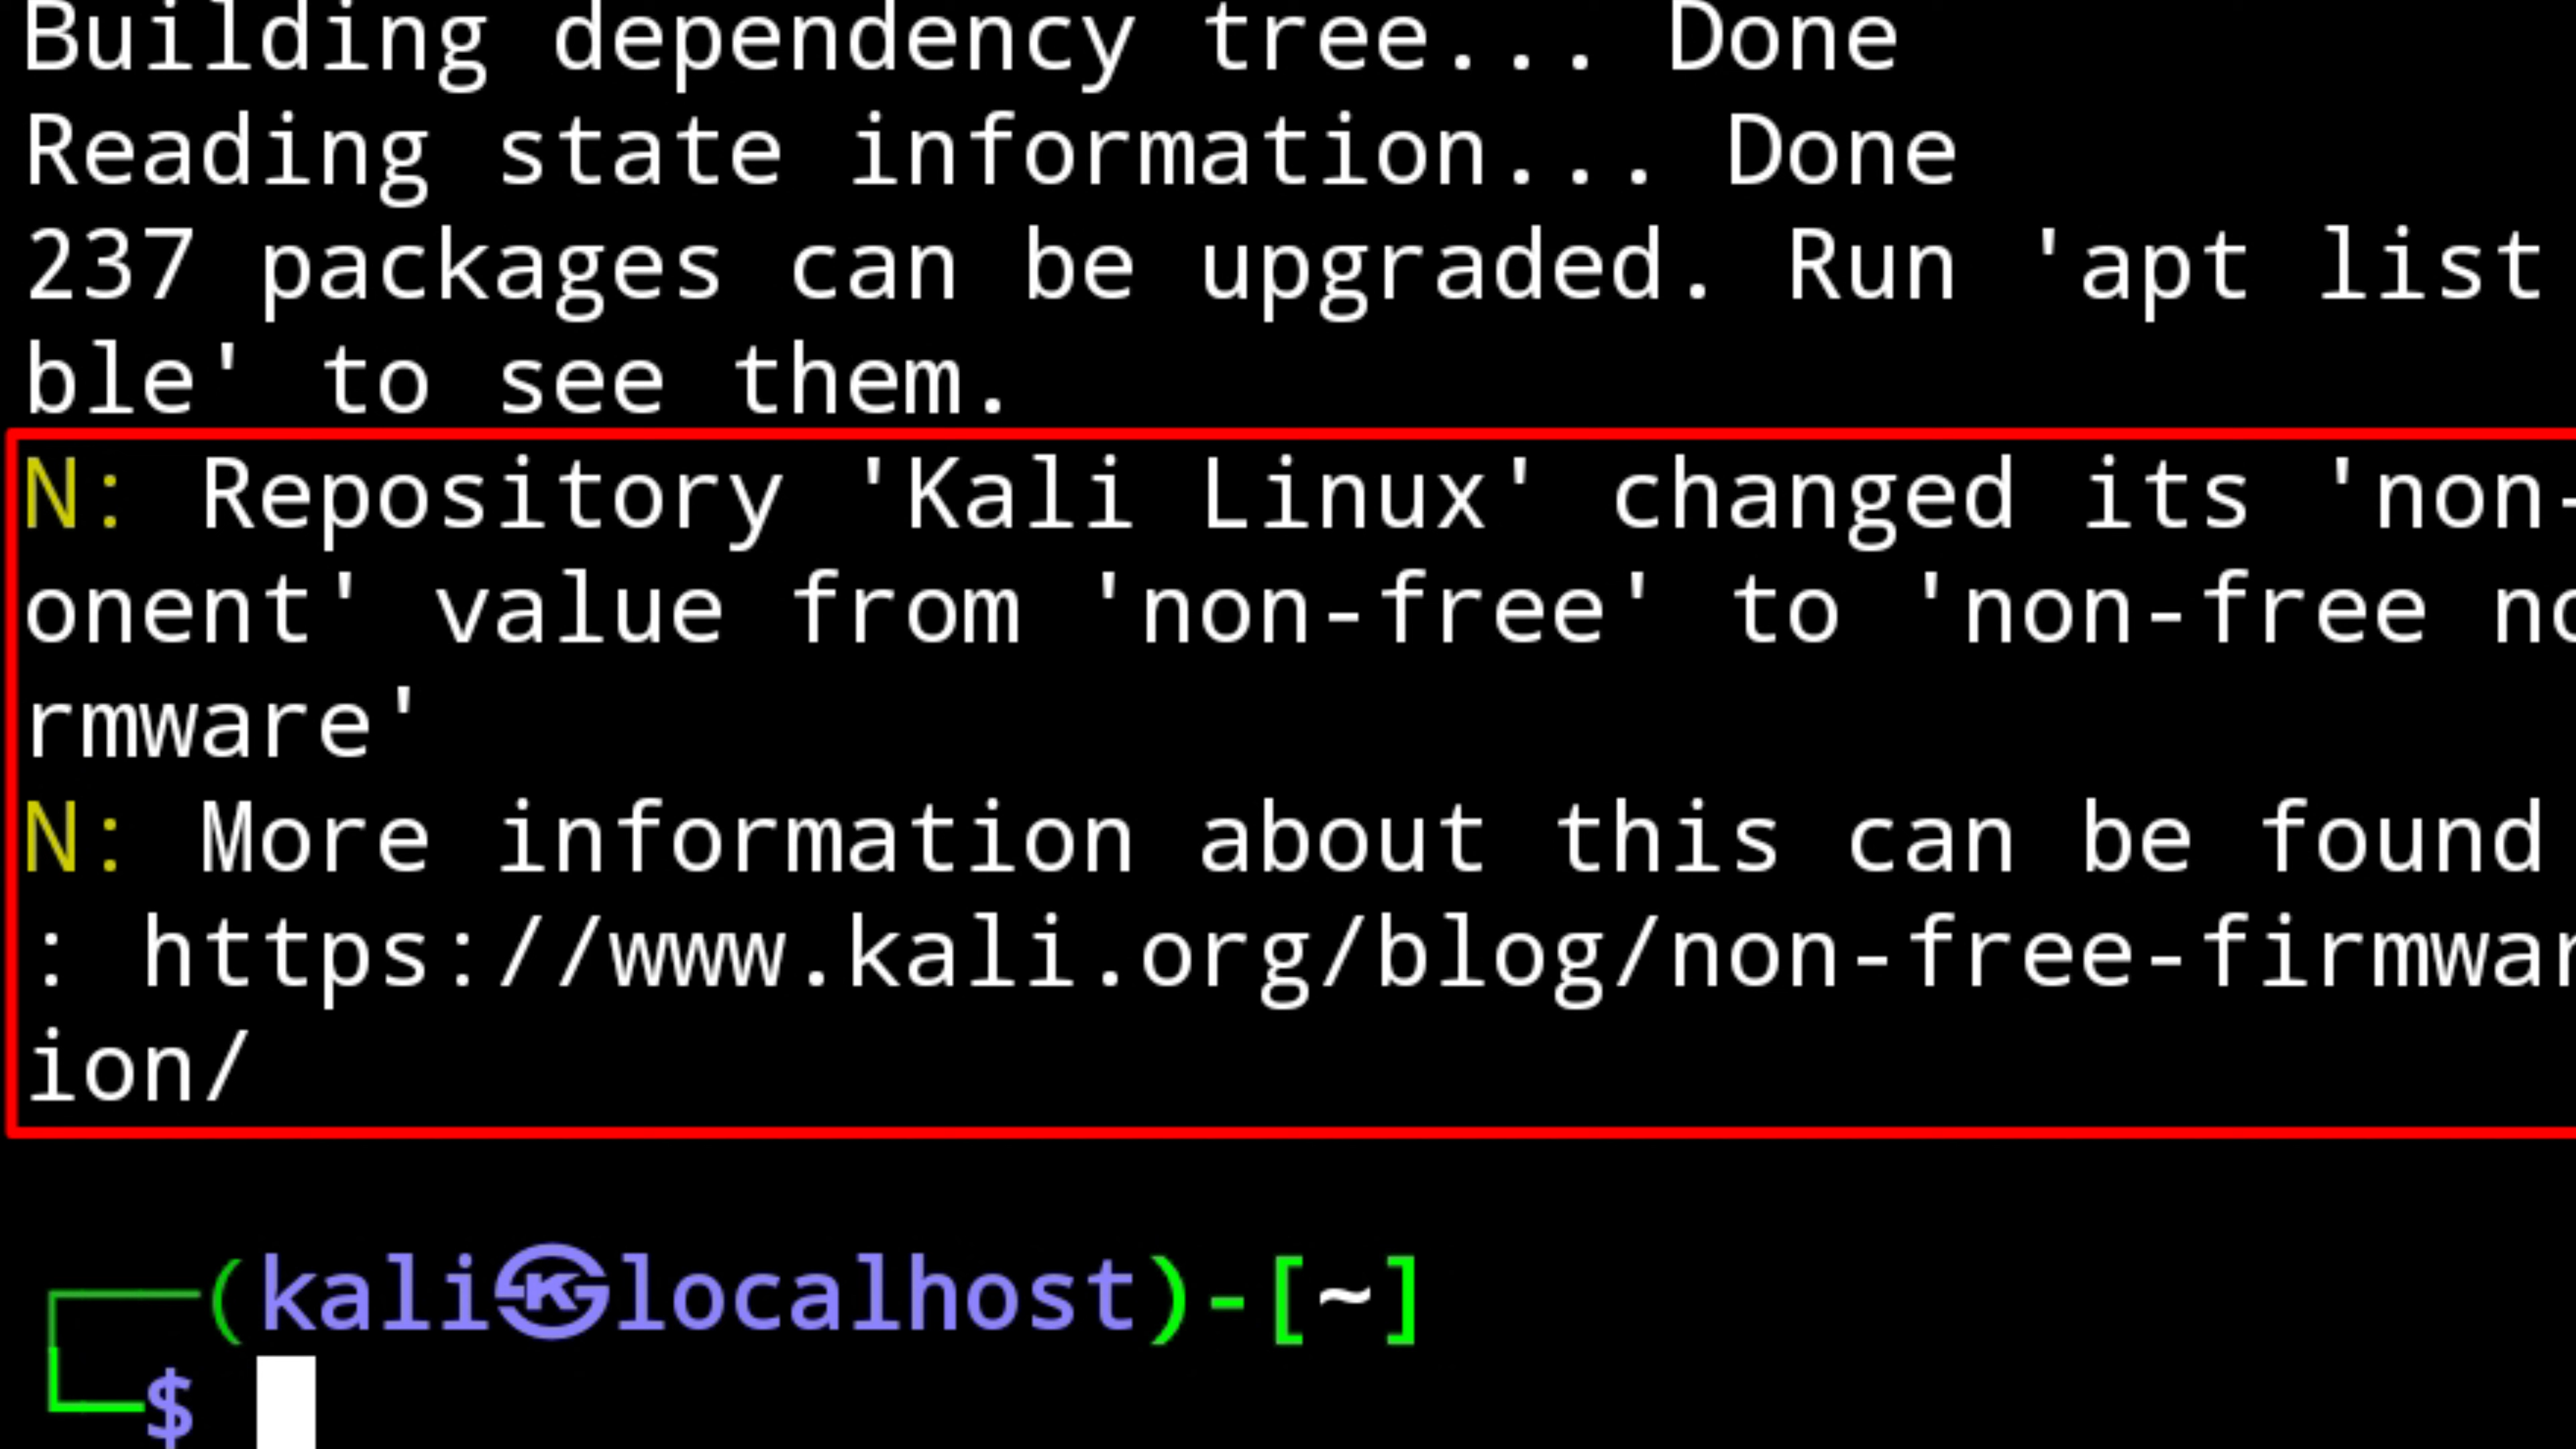 Building dependency tree... Done
Reading state information... Done
237 packages can be upgraded. Run 'apt list
ble' to see them.
N: Repository 'Kali Linux' changed its 'non-
onent' value from 'non-free' to 'non-free no
rmware'
N: More information about this can be found
: https://www.kali.org/blog/non-free-firmwar
ion/
┌──(kali㉿localhost)-[~]
└─$